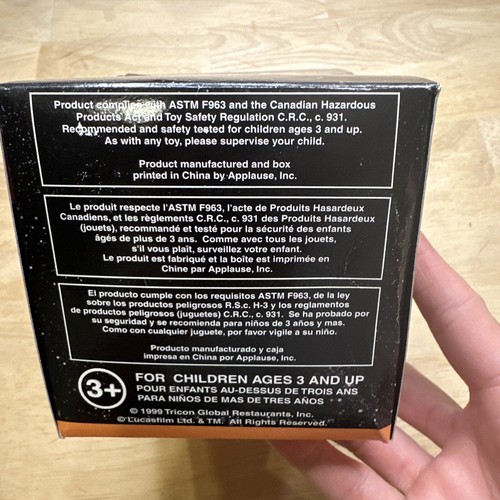 Product complies with ASTM F963 and the Canadian Hazardous
Products Act and Toy Safety Regulation C.R.C., c. 931.
Recommended and safety tested for children ages 3 and up.
As with any toy, please supervise your child.
Product manufactured and box
printed in China by Applause, Inc.
Le produit respecte l'ASTM F963, l'acte de Produits Hasardeux
Canadiens, et les règlements C.R.C., c. 931 des Produits Hasardeux
(jouets), recommandé et testé pour la sécurité des enfants
âgés de plus de 3 ans. Comme avec tous les jouets,
s'il vous plaît, surveillez votre enfant.
Le produit est fabriqué et la boîte est imprimée en
Chine par Applause, Inc.
El producto cumple con los requisitos ASTM F963, de la ley
sobre los productos peligrosos R.S.c. H-3 y los reglamentos
de productos peligrosos (juguetes) C.R.C., c. 931. Se ha probado por
su seguridad y se recomienda para niños de 3 años y mas.
Como con cualquier juguete, por favor vigile a su niño.
Producto manufacturado y caja
impresa en China por Applause, Inc.
3+
FOR CHILDREN AGES 3 AND UP
POUR ENFANTS AU-DESSUS DE TROIS ANS
PARA NIÑOS DE MAS DE TRES AÑOS
© 1999 Tricon Global Restaurants, Inc.
© Lucasfilm Ltd. & TM. All Rights Reserved.